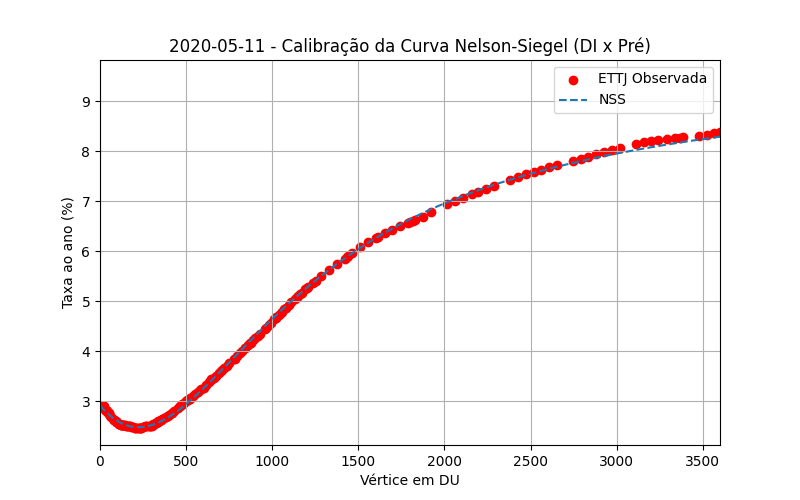 2020-05-11 - Calibração da Curva Nelson-Siegel (DI x Pré)
ETTJ Observada
NSS
Taxa ao ano (%)
9
8
7
6
5
4
3
0 500 1000 1500 2000 2500 3000 3500
Vértice em DU